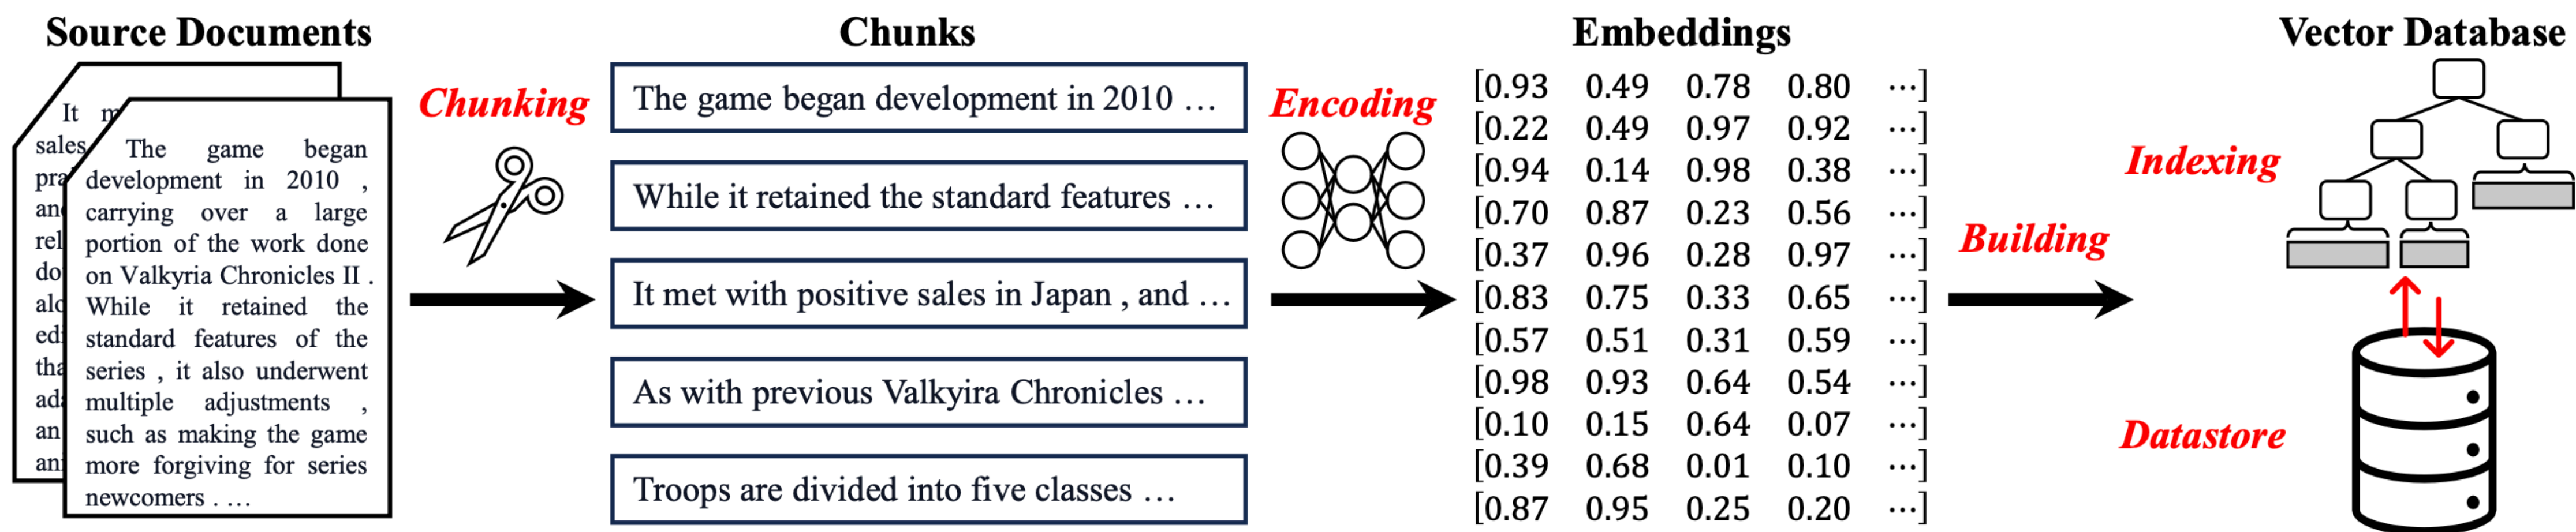 Source Documents
It
sales
The game began
development in 2010 ,
carrying over a large
portion of the work done
on Valkyria Chronicles II .
While it retained the
standard features of the
series , it also underwent
multiple adjustments ,
such as making the game
more forgiving for series
newcomers . …
Chunking
Chunks
The game began development in 2010 …
While it retained the standard features …
It met with positive sales in Japan , and …
As with previous Valkyira Chronicles …
Troops are divided into five classes …
Encoding
Embeddings
[0.93 0.49 0.78 0.80 ⋯]
[0.22 0.49 0.97 0.92 ⋯]
[0.94 0.14 0.98 0.38 ⋯]
[0.70 0.87 0.23 0.56 ⋯]
[0.37 0.96 0.28 0.97 ⋯]
[0.83 0.75 0.33 0.65 ⋯]
[0.57 0.51 0.31 0.59 ⋯]
[0.98 0.93 0.64 0.54 ⋯]
[0.10 0.15 0.64 0.07 ⋯]
[0.39 0.68 0.01 0.10 ⋯]
[0.87 0.95 0.25 0.20 ⋯]
Building
Vector Database
Indexing
Datastore